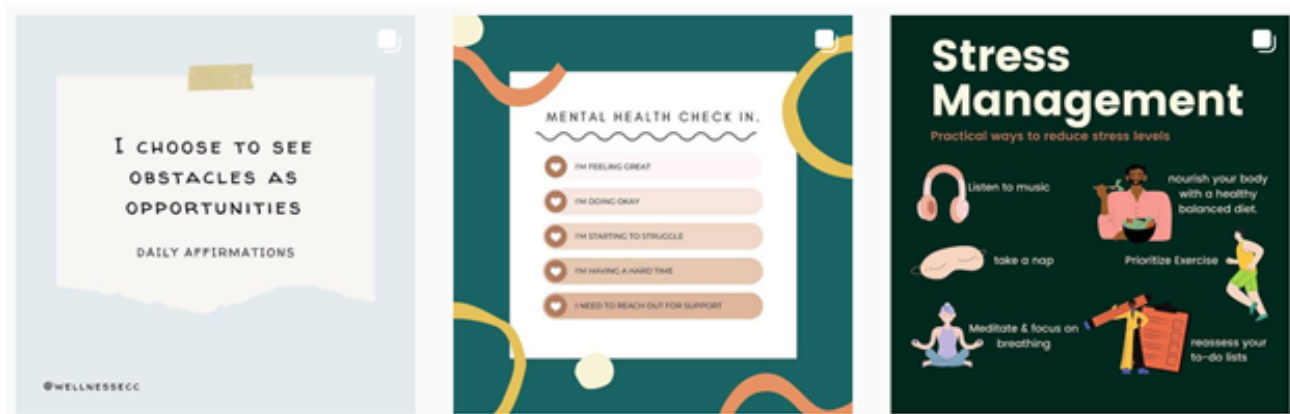 I CHOOSE TO SEE
OBSTACLES AS
OPPORTUNITIES
DAILY AFFIRMATIONS
@WELLNESSECC
MENTAL HEALTH CHECK IN.
I'M FEELING GREAT
I'M DOING OKAY
I'M STARTING TO STRUGGLE
I'M HAVING A HARD TIME
I NEED TO REACH OUT FOR SUPPORT
Stress
Management
Practical ways to reduce stress levels
Listen to music
nourish your body
with a healthy
balanced diet.
take a nap
Prioritize Exercise
Meditate & focus on
breathing
reassess your
to-do lists